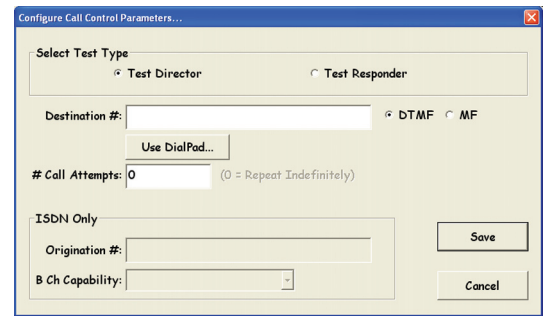 Configure Call Control Parameters...
Select Test Type
Test Director Test Responder
Destination #: DTMF MF
Use DialPad...
# Call Attempts: 0 (0 = Repeat Indefinitely)
ISDN Only
Origination #:
Save
B Ch Capability:
Cancel